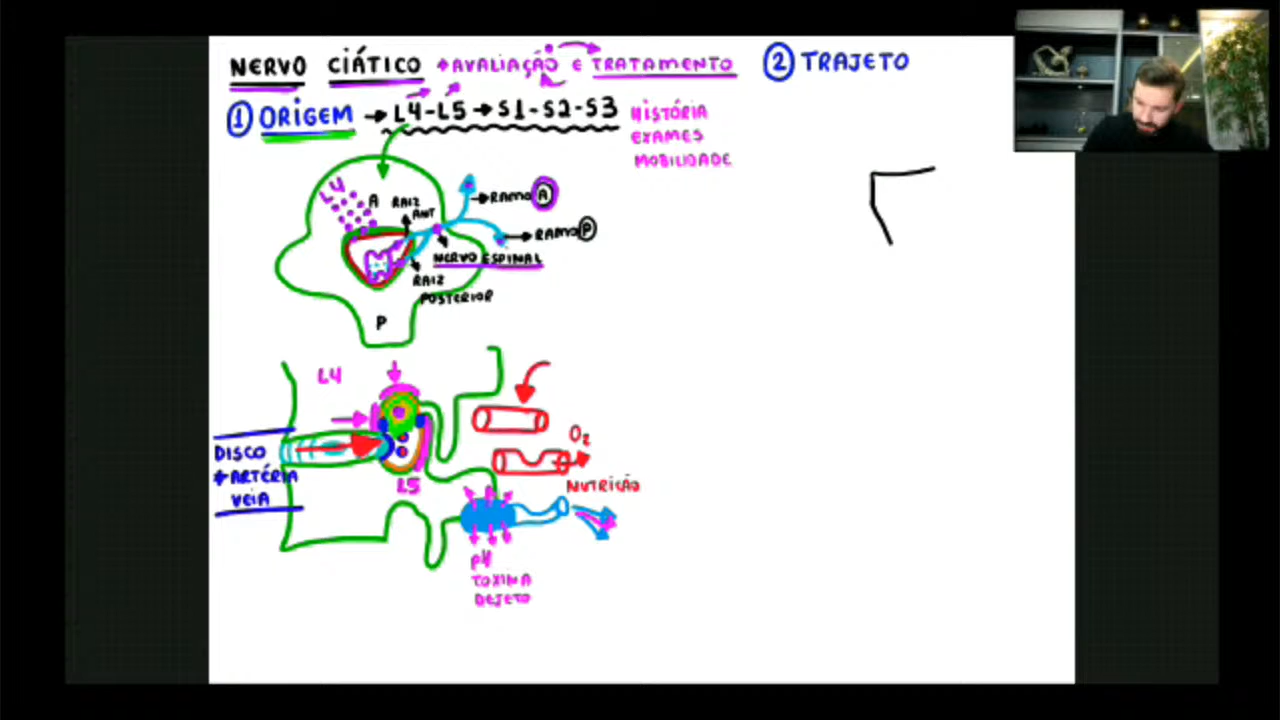 NERVO CIÁTICO + AVALIAÇÃO E TRATAMENTO
① ORIGEM → L4-L5 → S1-S2-S3
HISTÓRIA
EXAMES
MOBILIDADE
② TRAJETO
L4
A
RAIZ
ANT
→ RAMO A
→ RAMO P
NERVO ESPINAL
RAIZ
POSTERIOR
P
L4
DISCO
+ ARTÉRIA
VEIA
L5
O2
NUTRIÇÃO
PH
TOXINA
DEJETO